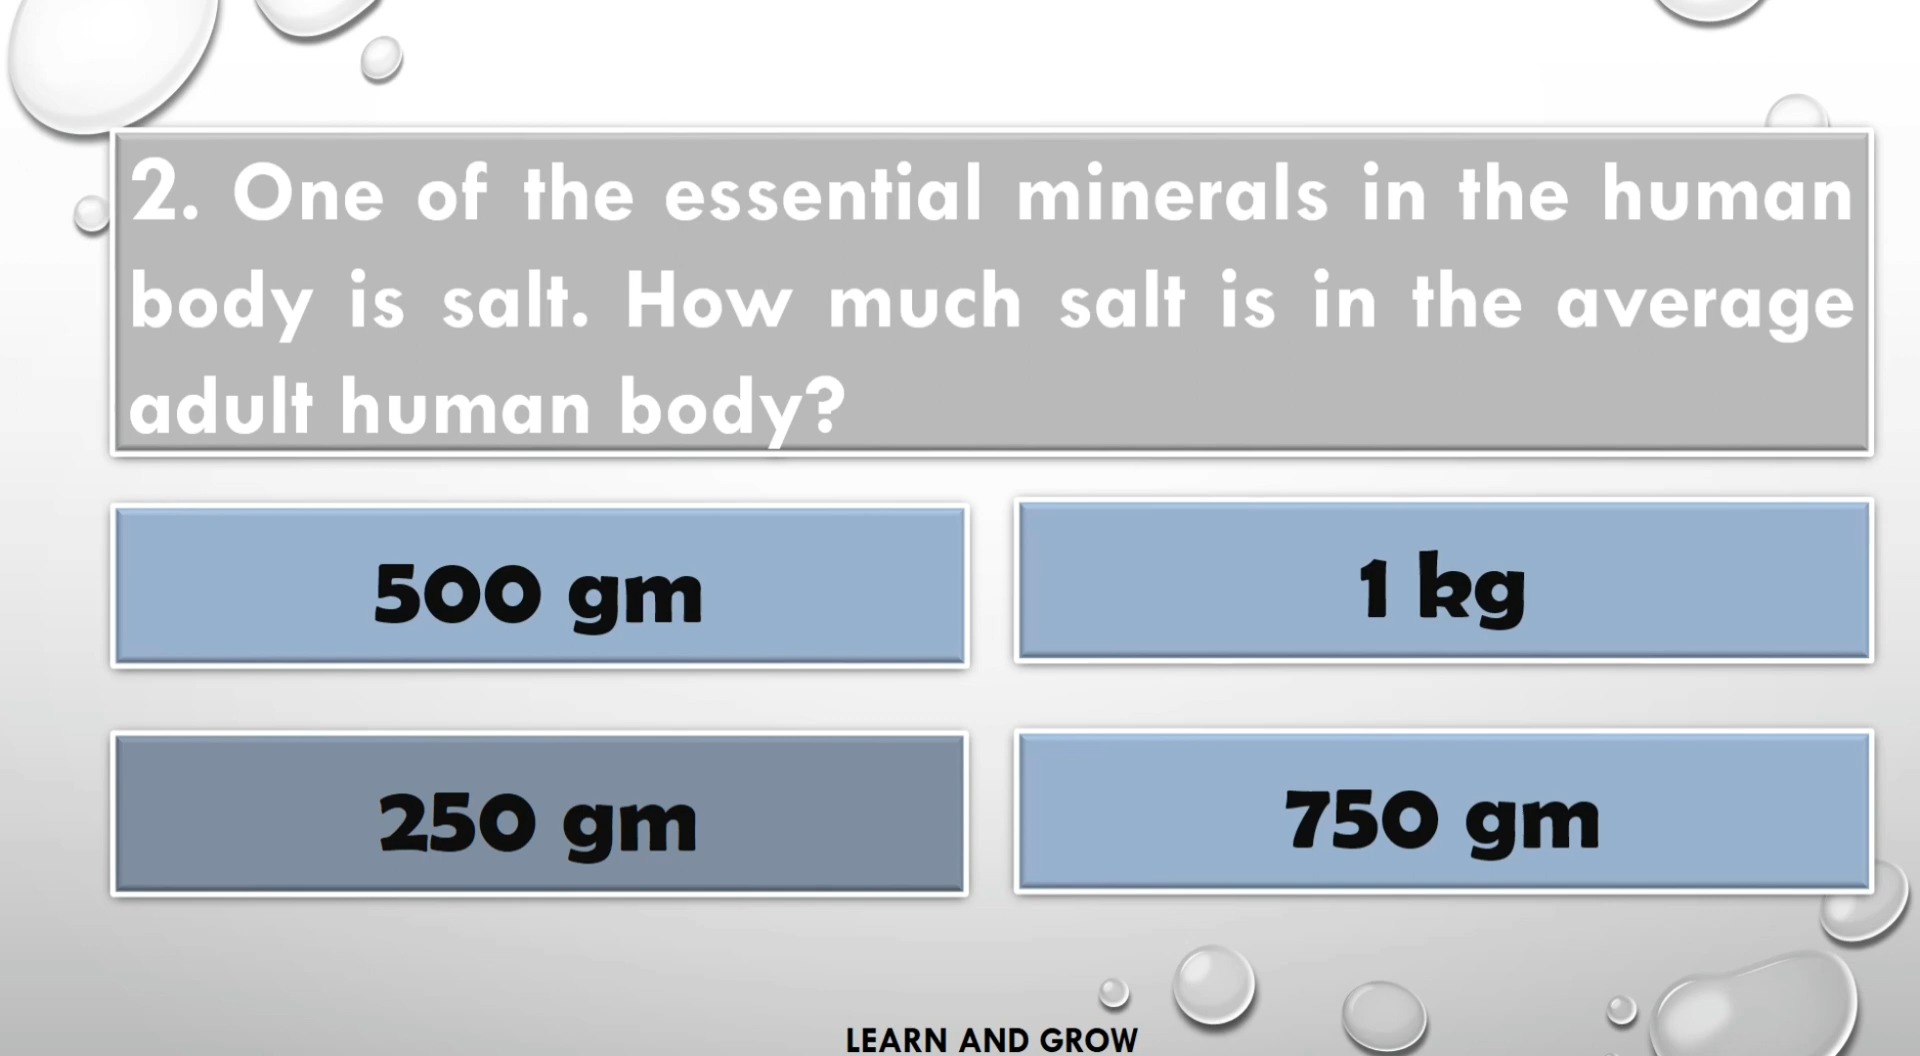 2. One of the essential minerals in the human
body is salt. How much salt is in the average
adult human body?
500 gm
1 kg
250 gm
750 gm
LEARN AND GROW